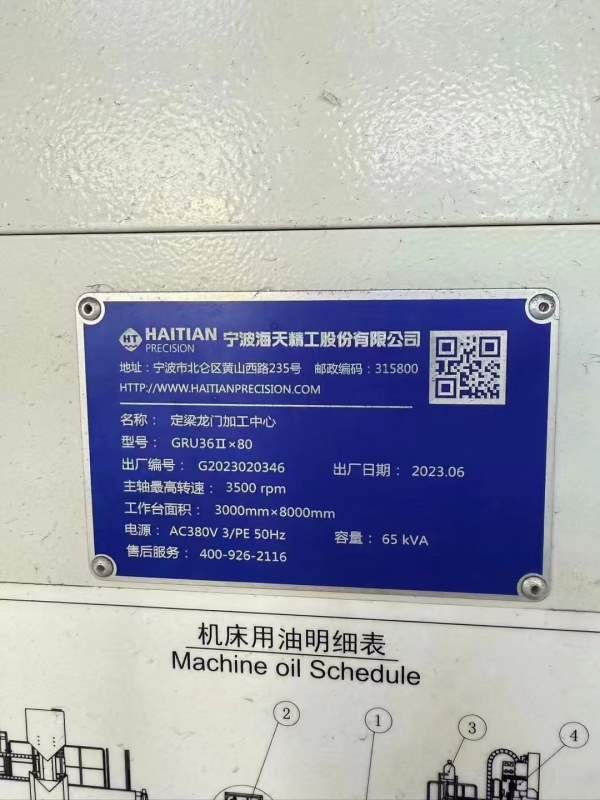 HT HAITIAN PRECISION 宁波海天精工股份有限公司
地址：宁波市北仑区黄山西路235号 邮政编码：315800
HTTP://WWW.HAITIANPRECISION.COM
名称： 定梁龙门加工中心
型号： GRU36Ⅱ×80
出厂编号： G2023020346 出厂日期： 2023.06
主轴最高转速： 3500 rpm
工作台面积： 3000mm×8000mm
电源： AC380V 3/PE 50Hz 容量： 65 kVA
售后服务： 400-926-2116
机床用油明细表
Machine oil Schedule
2 1 3 4